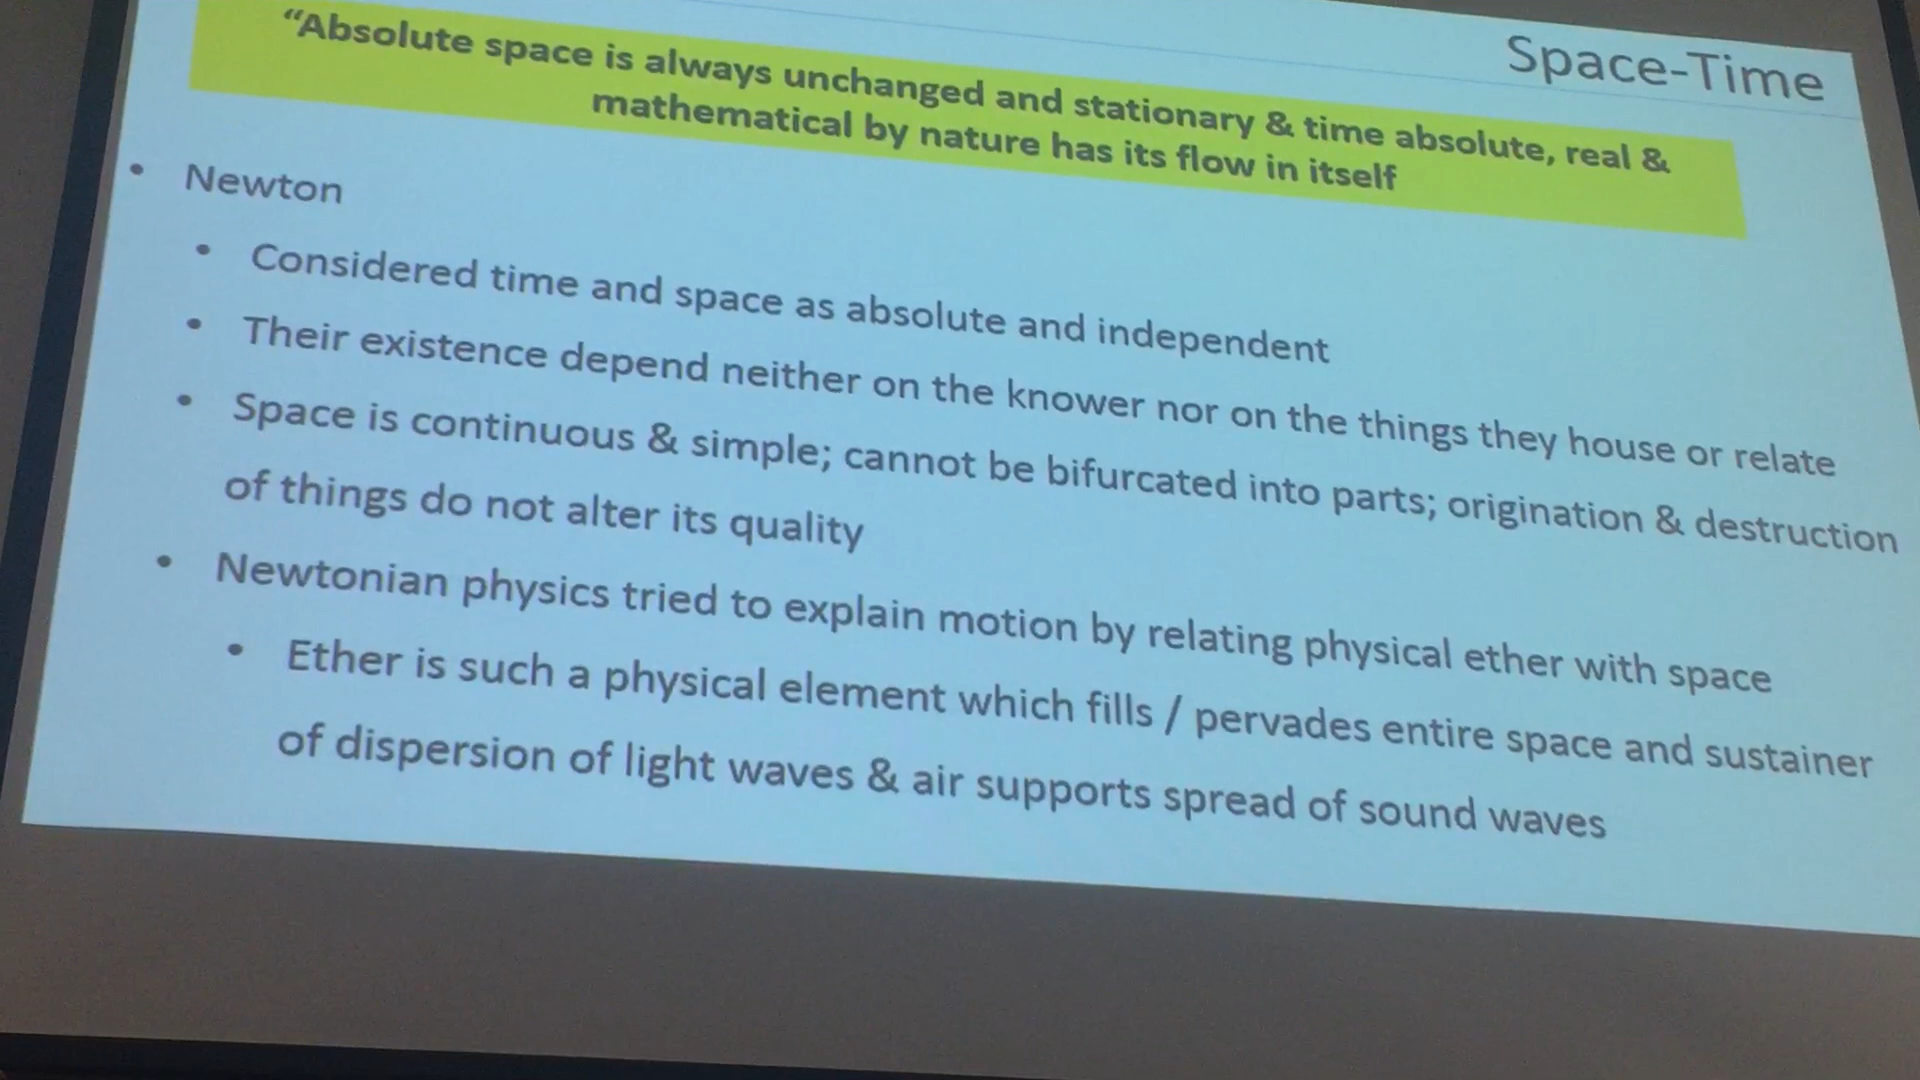 Space-Time
“Absolute space is always unchanged and stationary & time absolute, real &
mathematical by nature has its flow in itself
• Newton
• Considered time and space as absolute and independent
• Their existence depend neither on the knower nor on the things they house or relate
• Space is continuous & simple; cannot be bifurcated into parts; origination & destruction
of things do not alter its quality
• Newtonian physics tried to explain motion by relating physical ether with space
• Ether is such a physical element which fills / pervades entire space and sustainer
of dispersion of light waves & air supports spread of sound waves